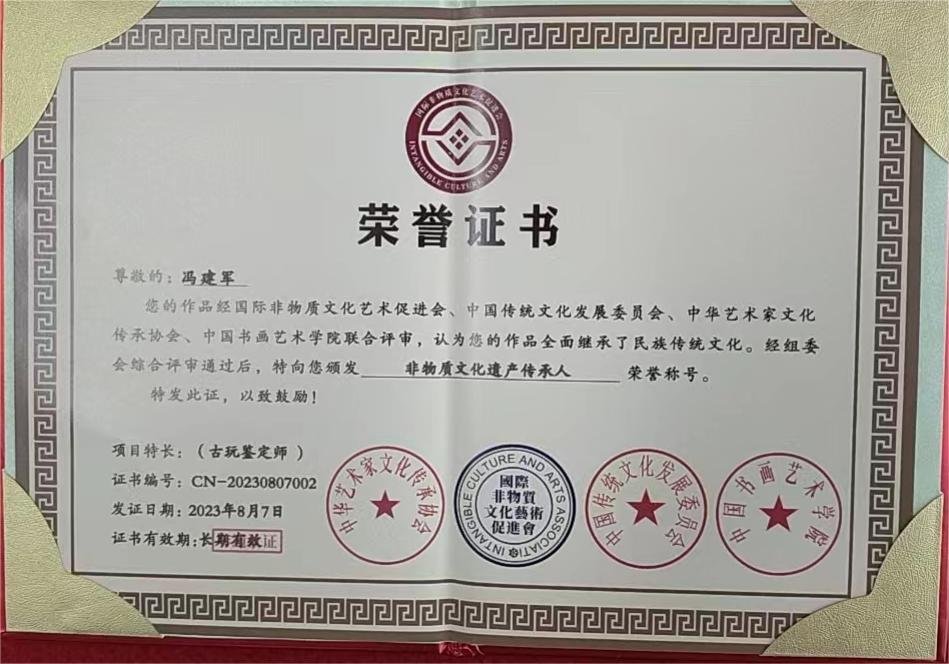 国际非物质文化艺术促进会
INTANGIBLE CULTURE AND ARTS
荣誉证书
尊敬的：冯建军
您的作品经国际非物质文化艺术促进会、中国传统文化发展委员会、中华艺术家文化
传承协会、中国书画艺术学院联合评审，认为您的作品全面继承了民族传统文化。经组委
会综合评审通过后，特向您颁发 非物质文化遗产传承人 荣誉称号。
特发此证，以致鼓励！
项目特长：（古玩鉴定师 ）
证书编号：CN-20230807002
发证日期：2023年8月7日
证书有效期:长期有效证
中华艺术家文化传承协会
INTANGIBLE CULTURE AND ARTS ASSOCIATIO
國際
非物質
文化藝術
促進會
中国传统文化发展委员会
中国书画艺术学院